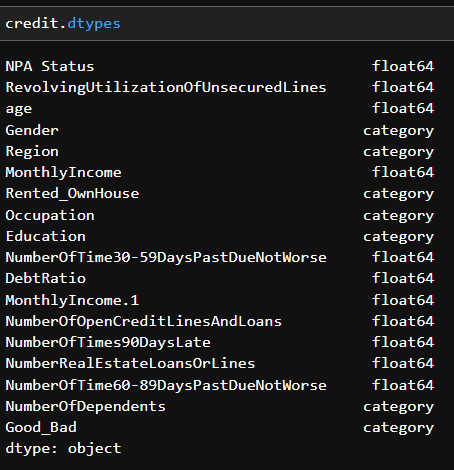 credit.dtypes
NPA Status float64
RevolvingUtilizationOfUnsecuredLines float64
age float64
Gender category
Region category
MonthlyIncome float64
Rented_OwnHouse category
Occupation category
Education category
NumberOfTime30-59DaysPastDueNotWorse float64
DebtRatio float64
MonthlyIncome.1 float64
NumberOfOpenCreditLinesAndLoans float64
NumberOfTimes90DaysLate float64
NumberRealEstateLoansOrLines float64
NumberOfTime60-89DaysPastDueNotWorse float64
NumberOfDependents category
Good_Bad category
dtype: object